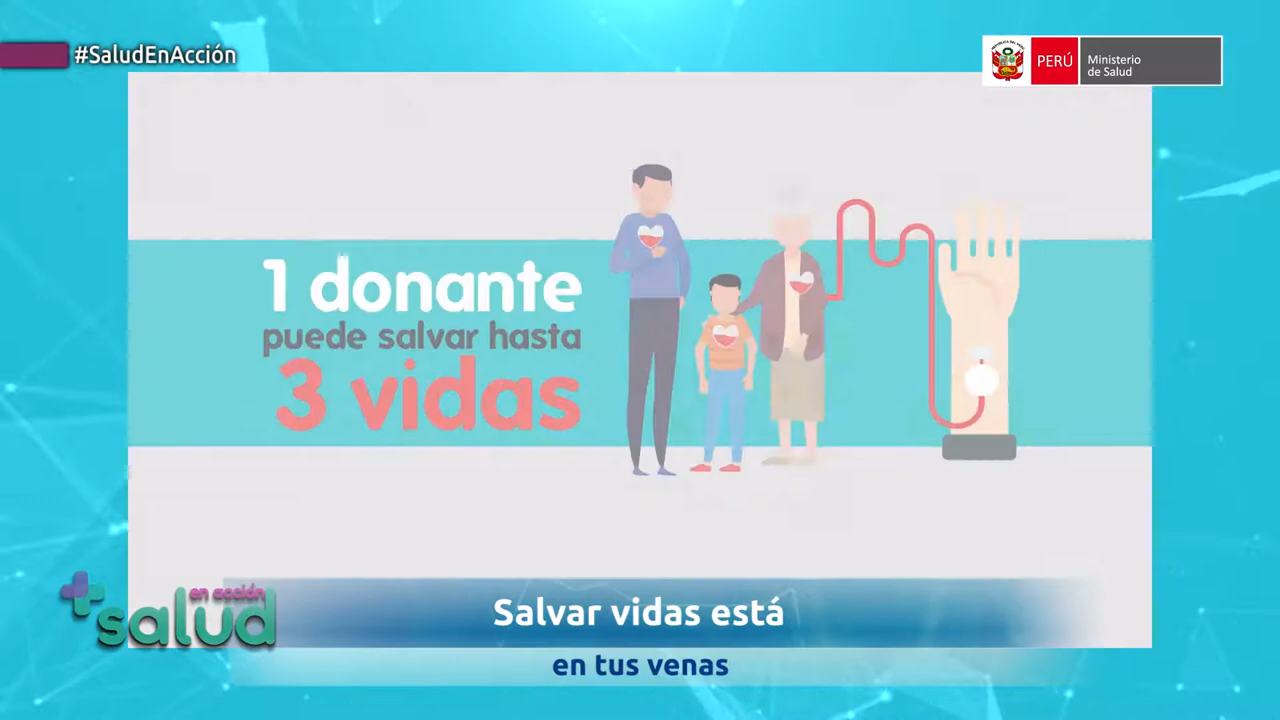 #SaludEnAcción
PERÚ
Ministerio
de Salud
1 donante
puede salvar hasta
3 vidas
en acción
salud
Salvar vidas está
en tus venas